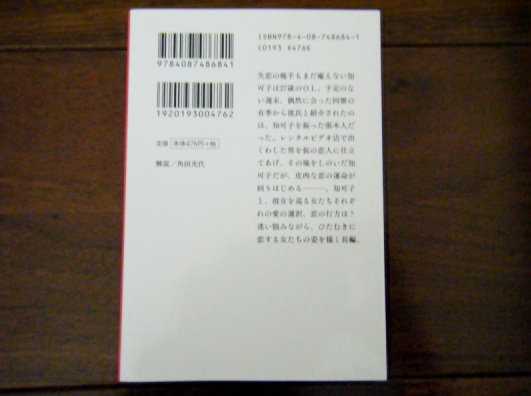 9784087486841
1920193004762
定価 本体476円+税
解説/角田光代
ISBN978-4-08-748684-1
C0193 ¥476E
失恋の痛手もまだ癒えない知
可子は27歳のOL。予定のな
い週末、偶然に会った同僚の
有季から彼氏と紹介されたの
は、知可子を振った張本人だ
った。レンタルビデオ店で出
くわした男を仮の恋人に仕立
てあげ、その場をしのいだ知
可子だが、皮肉な恋の運命が
回りはじめる――。知可子
と、彼女を巡る女たちそれぞ
れの愛の選択、恋の行方は?
迷い悩みながら、ひたむきに
恋する女たちの姿を描く長編。